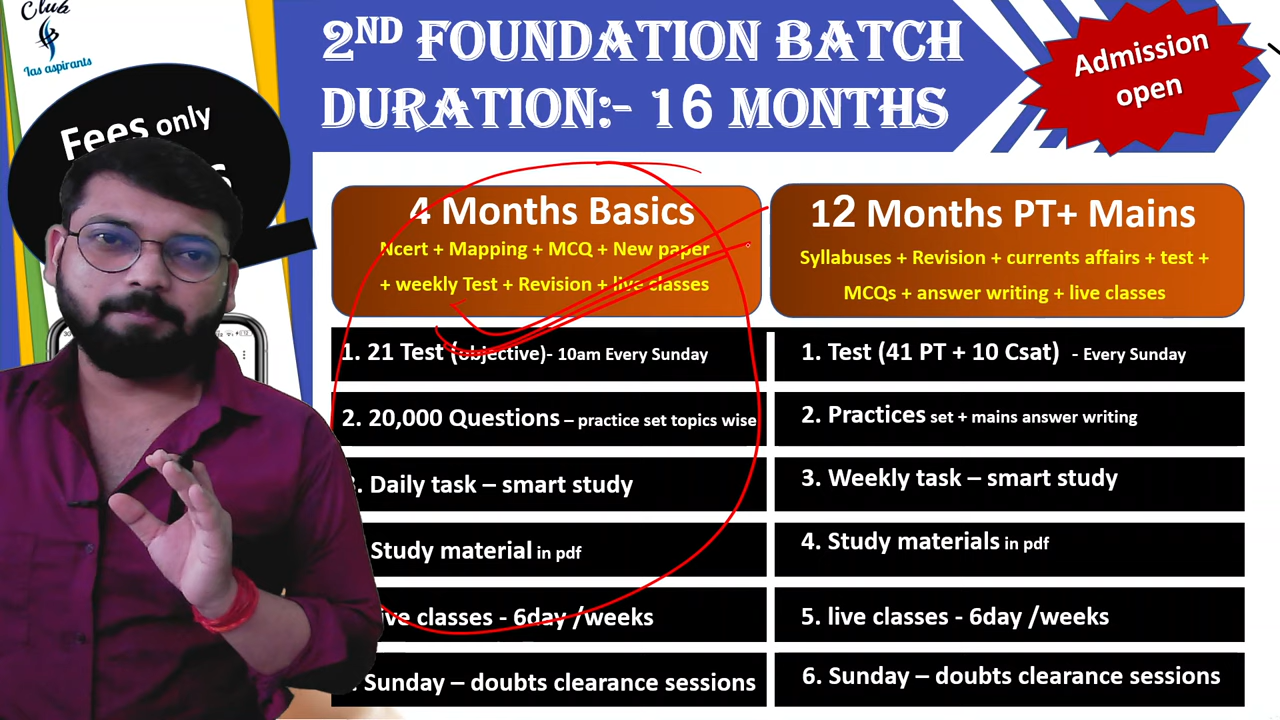 Club
Ias aspirants
Fees only
2ND FOUNDATION BATCH
DURATION:- 16 MONTHS
Admission
open
4 Months Basics
Ncert + Mapping + MCQ + New paper
+ weekly Test + Revision + live classes
1. 21 Test (objective)- 10am Every Sunday
2. 20,000 Questions – practice set topics wise
3. Daily task – smart study
Study material in pdf
live classes - 6day /weeks
Sunday – doubts clearance sessions
12 Months PT+ Mains
Syllabuses + Revision + currents affairs + test +
MCQs + answer writing + live classes
1. Test (41 PT + 10 Csat) - Every Sunday
2. Practices set + mains answer writing
3. Weekly task – smart study
4. Study materials in pdf
5. live classes - 6day /weeks
6. Sunday – doubts clearance sessions